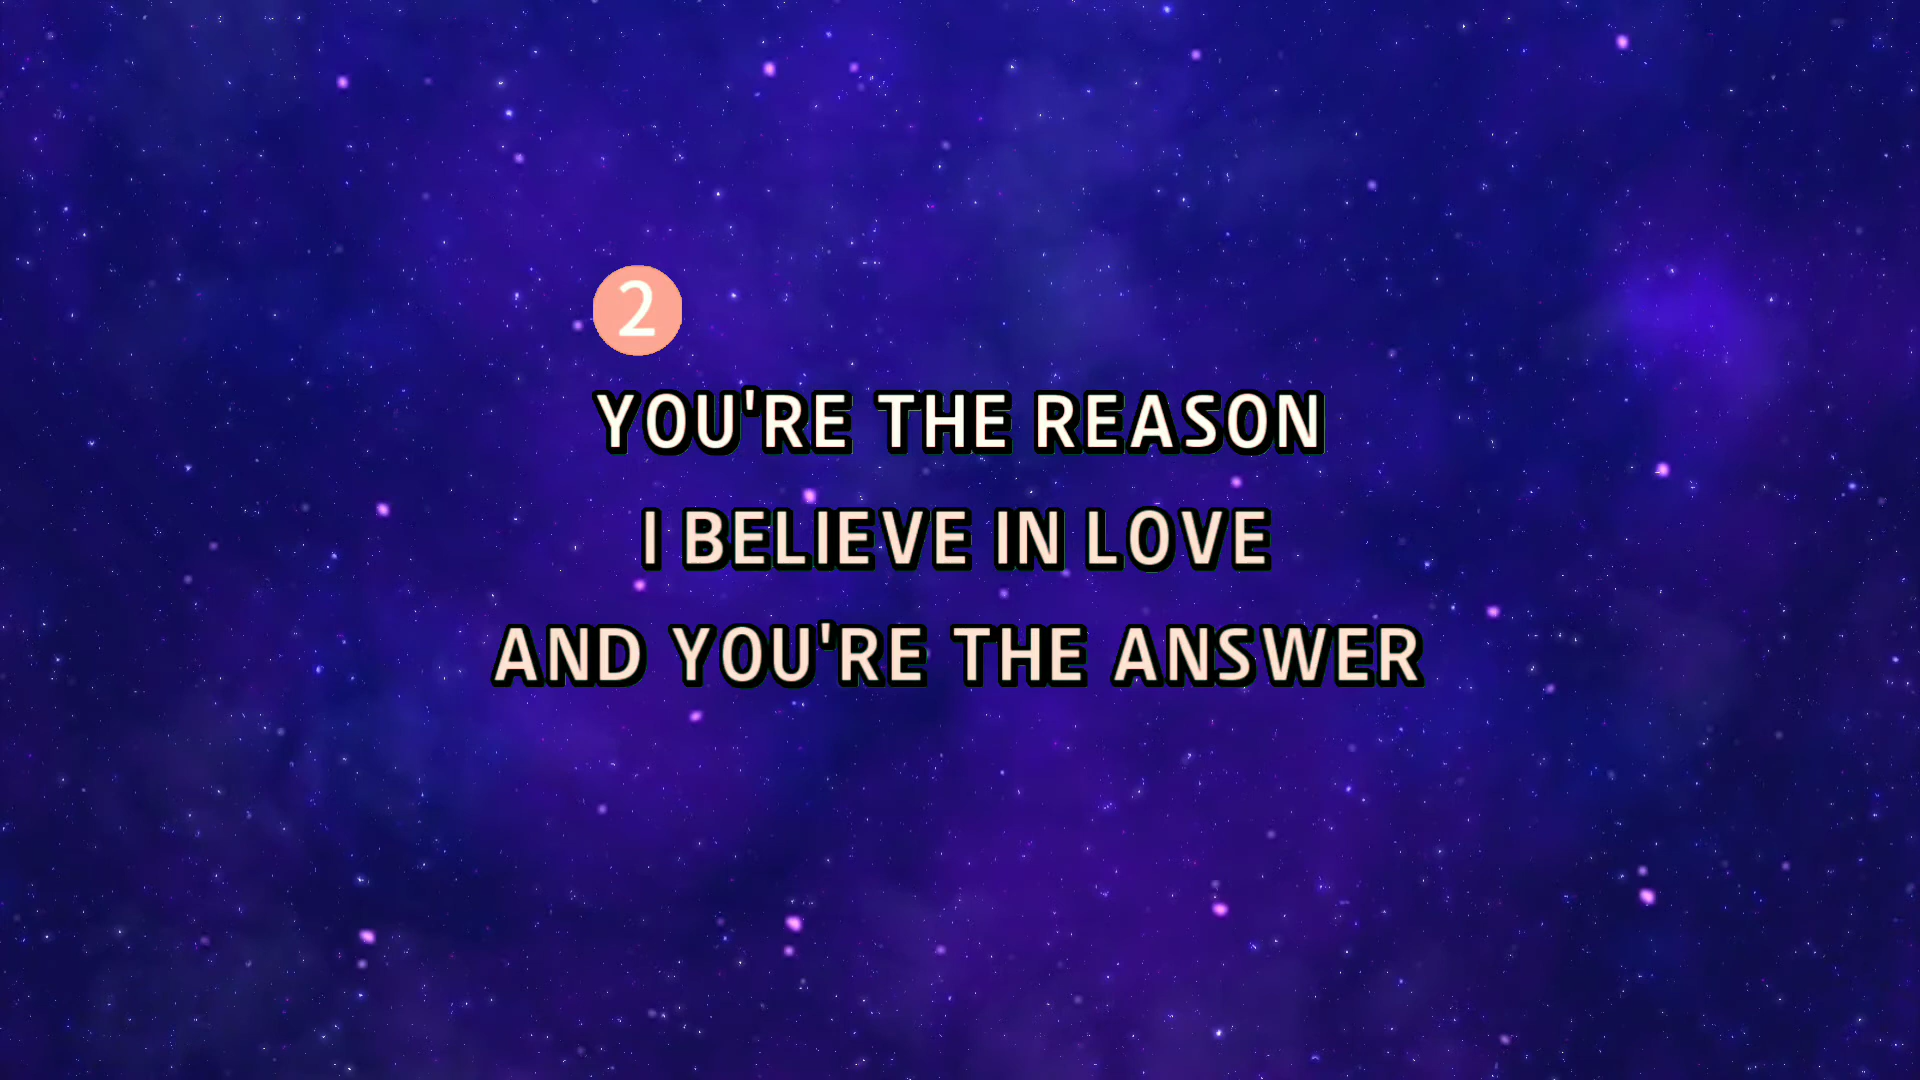 2
YOU'RE THE REASON
I BELIEVE IN LOVE
AND YOU'RE THE ANSWER